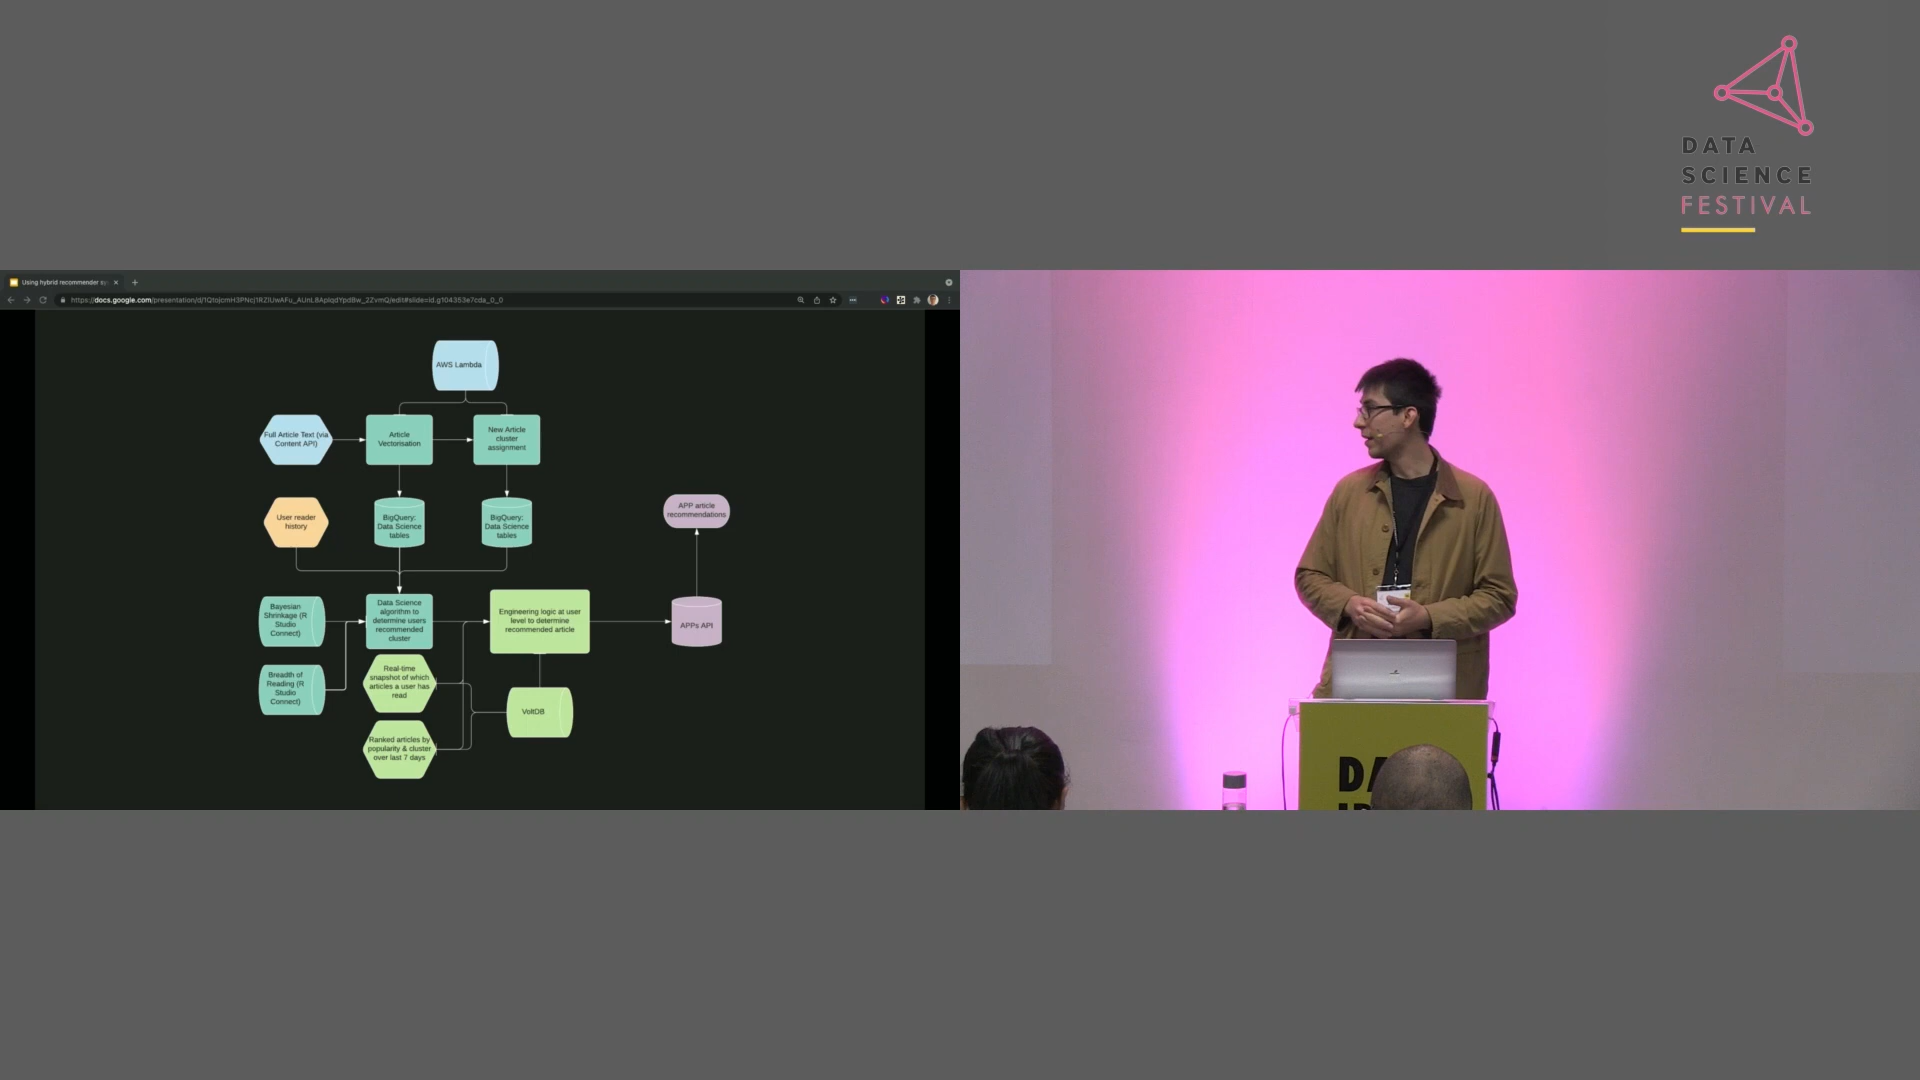 DATA
SCIENCE
FESTIVAL
Using hybrid recommender sy
AWS Lambda
Full Article Text (via
Content API)
Article
Vectorisation
New Article
cluster
assignment
User reader
history
BigQuery:
Data Science
tables
BigQuery:
Data Science
tables
APP article
recommendations
Bayesian
Shrinkage (R
Studio
Connect)
Data Science
algorithm to
determine users
recommended
cluster
Engineering logic at user
level to determine
recommended article
APPs API
Breadth of
Reading (R
Studio
Connect)
Real-time
snapshot of which
articles a user has
read
VoltDB
Ranked articles by
popularity & cluster
over last 7 days